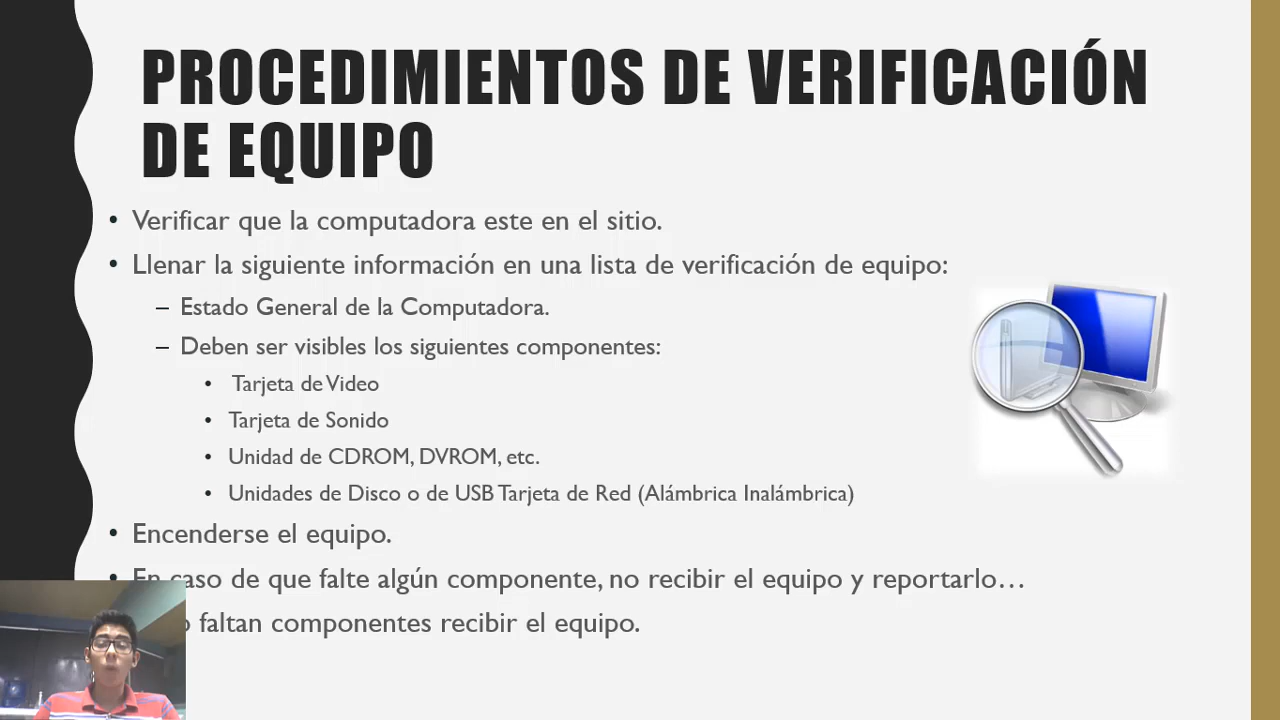 PROCEDIMIENTOS DE VERIFICACIÓN
DE EQUIPO
• Verificar que la computadora este en el sitio.
• Llenar la siguiente información en una lista de verificación de equipo:
– Estado General de la Computadora.
– Deben ser visibles los siguientes componentes:
• Tarjeta de Video
• Tarjeta de Sonido
• Unidad de CDROM, DVROM, etc.
• Unidades de Disco o de USB Tarjeta de Red (Alámbrica Inalámbrica)
• Encenderse el equipo.
• En caso de que falte algún componente, no recibir el equipo y reportarlo…
faltan componentes recibir el equipo.